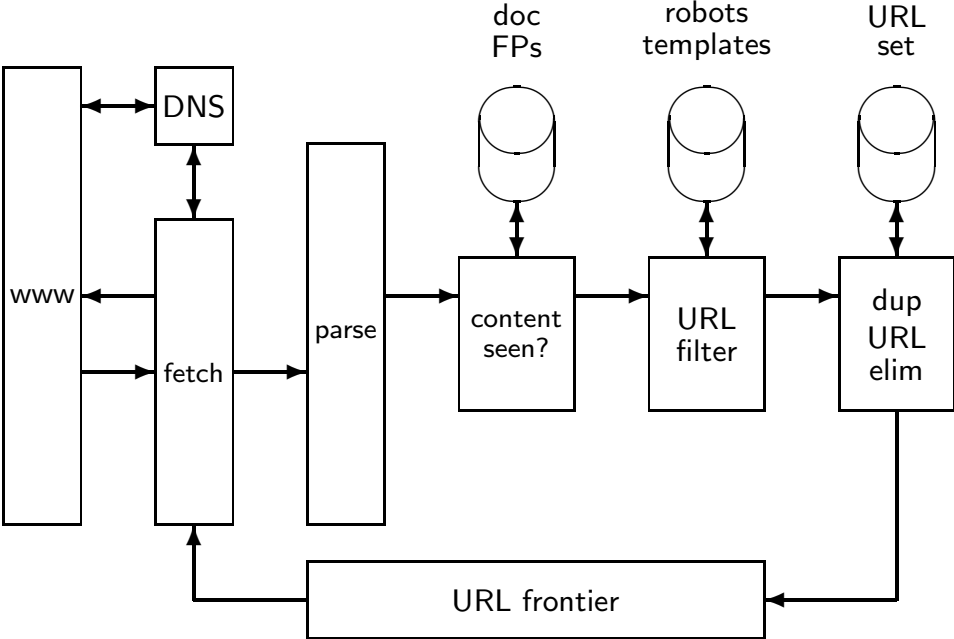 doc
FPs
robots
templates
URL
set
DNS
www
fetch
parse
content
seen?
URL
filter
dup
URL
elim
URL frontier